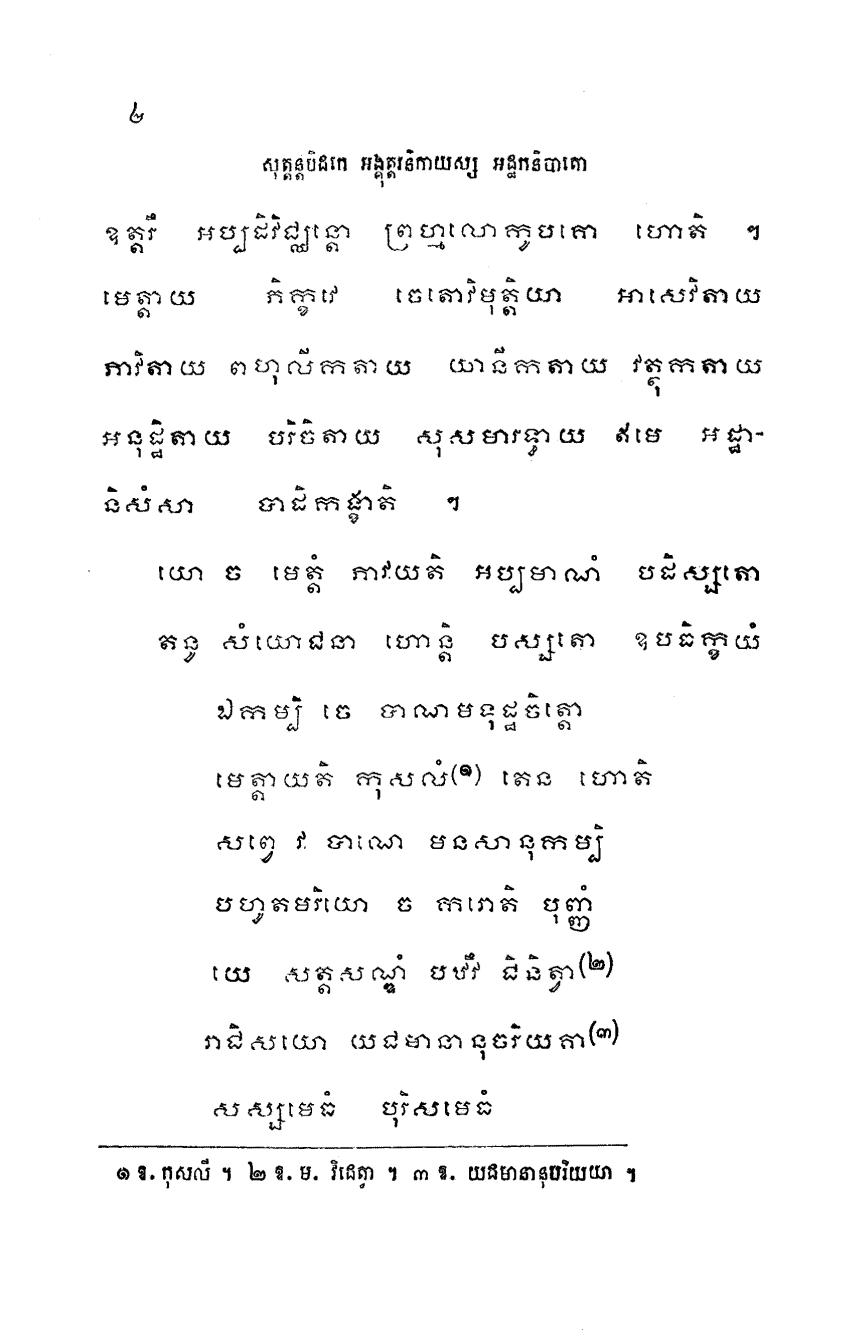 ២
សុត្តន្តបិដកេ អង្គុត្តរនិកាយស្ស អដ្ឋកនិបាតោ
ឧត្តរឹ អប្បដិវិជ្ឈន្តោ ព្រហ្មលោកូបគោ ហោតិ ។
មេត្តាយ ភិក្ខវេ ចេតោវិមុត្តិយា អាសេវិតាយ
ភាវិតាយ ពហុលីកតាយ យានីកតាយ វត្ថុកតាយ
អនុដ្ឋិតាយ បរិចិតាយ សុសមារទ្ធាយ ឥមេ អដ្ឋា-
និសំសា បាដិកង្ខាតិ ។
យោ ច មេត្តំ ភាវយតិ អប្បមាណំ បដិស្សតោ
តនូ សំយោជនា ហោន្តិ បស្សតោ ឧបធិក្ខយំ
ឯកម្បិ ចេ បាណមទុដ្ឋចិត្តោ
មេត្តាយតិ កុសលំ(១) តេន ហោតិ
សព្វេ វ បាណេ មនសានុកម្បិ
បហូតមរិយោ ច ករោតិ បុញ្ញំ
យេ សត្តសណ្ឌំ បឋវឹ ជិនិត្វា(២)
រាជិសយោ យជមានានុចរិយគា(៣)
សស្សមេធំ បុរិសមេធំ
១ ឱ. កុសលី ។ ២ ឱ. ម. វិជេត្វា ។ ៣ ឱ. យជមានានុបរិយយា ។